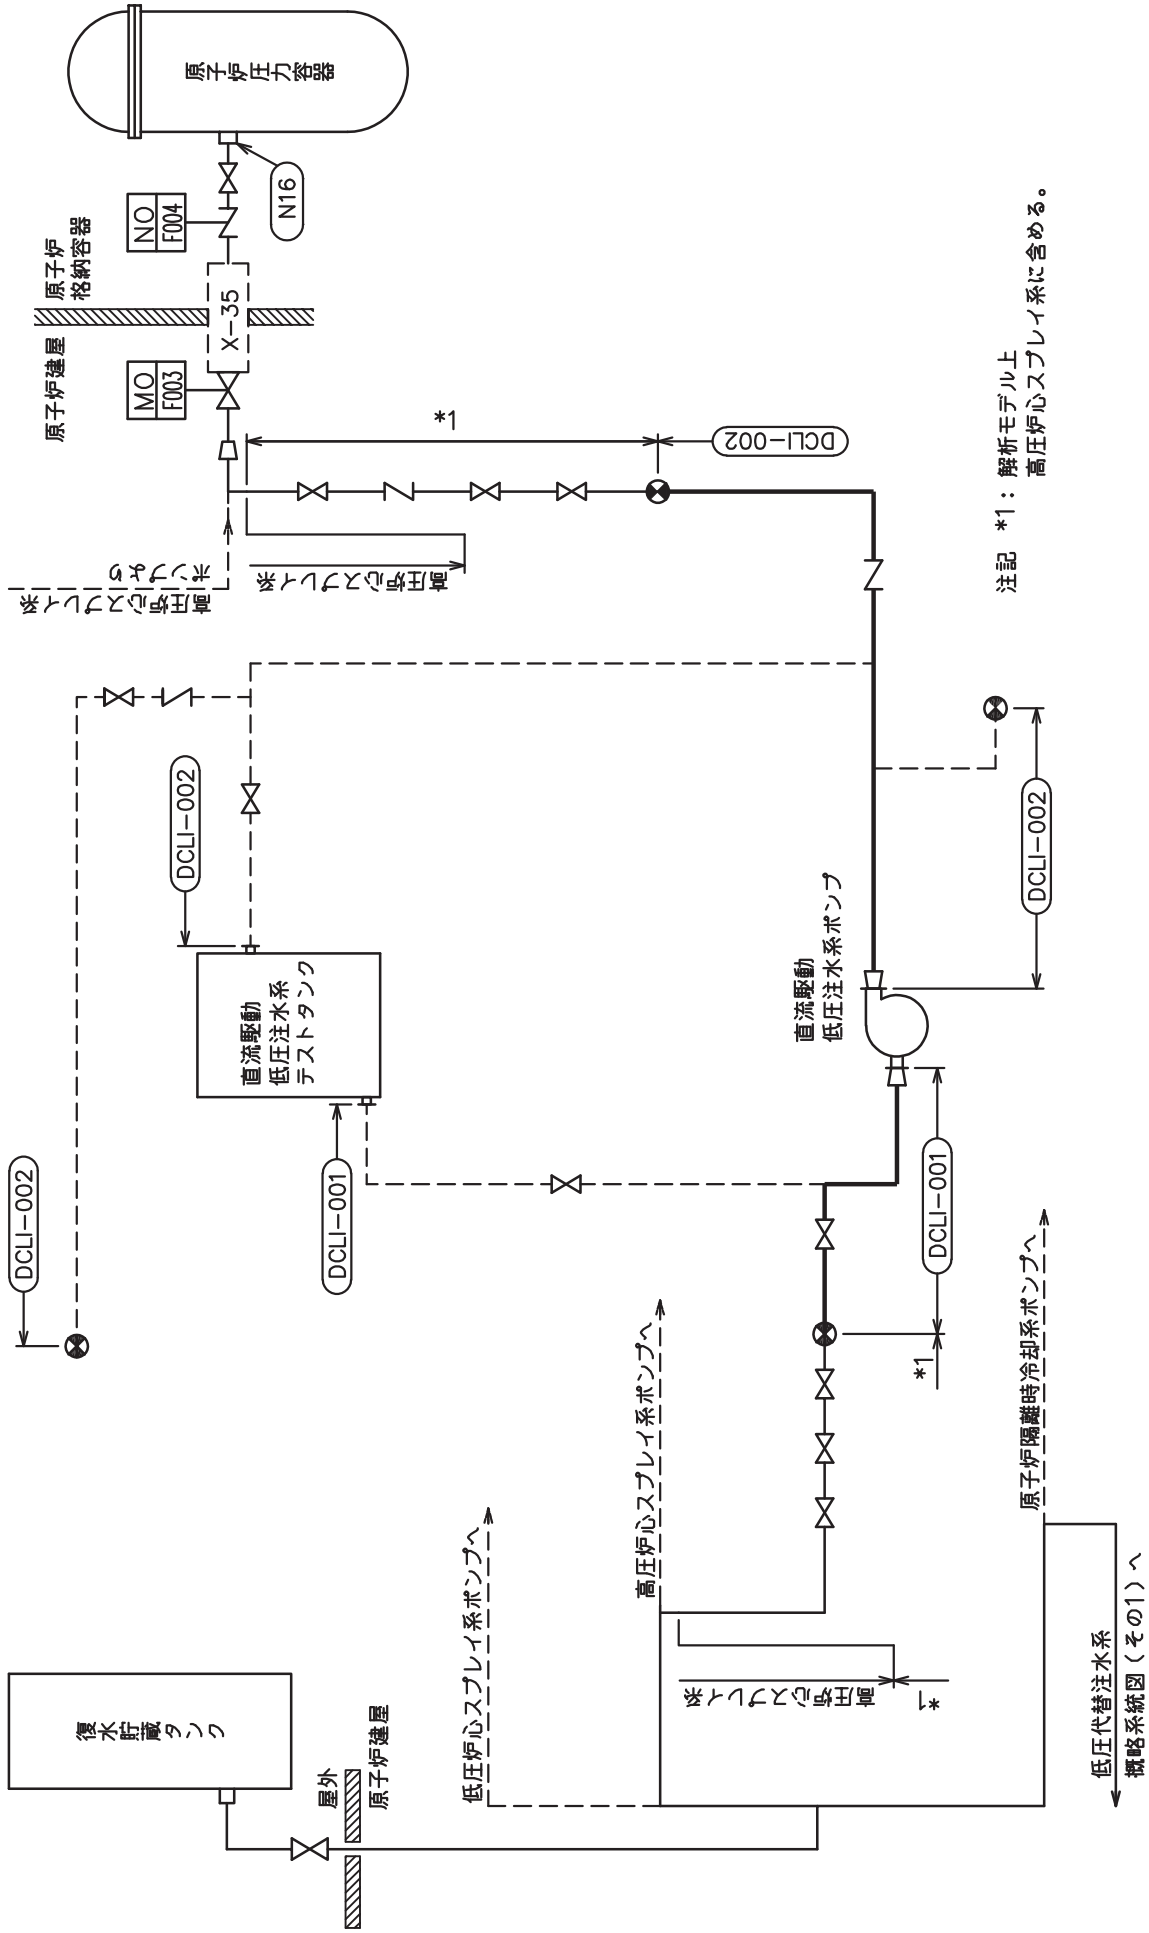 復水貯蔵タンク
屋外
原子炉建屋
低圧炉心スプレイ系ポンプへ
高圧炉心スプレイ系ポンプへ
原子炉隔離時冷却系ポンプへ
低圧代替注水系
概略系統図（その1）へ
高圧炉心スプレイ系
*1
*1
DCLI-001
DCLI-002
DCLI-001
直流駆動
低圧注水系
テストタンク
DCLI-002
直流駆動
低圧注水系ポンプ
DCLI-002
高圧炉心スプレイ系
ポンプより
高圧炉心スプレイ系
*1
DCLI-002
原子炉建屋
原子炉
格納容器
MO
F003
X-35
NO
F004
N16
原子炉圧力容器
注記 *1：解析モデル上
高圧炉心スプレイ系に含める。